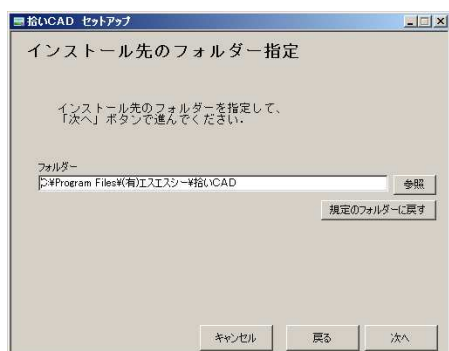 拾いCAD セットアップ
インストール先のフォルダー指定
インストール先のフォルダーを指定して、
「次へ」ボタンで進んでください.
フォルダー
C:¥Program Files¥(有)エスエスシー¥拾いCAD
参照
規定のフォルダーに戻す
キャンセル
戻る
次へ